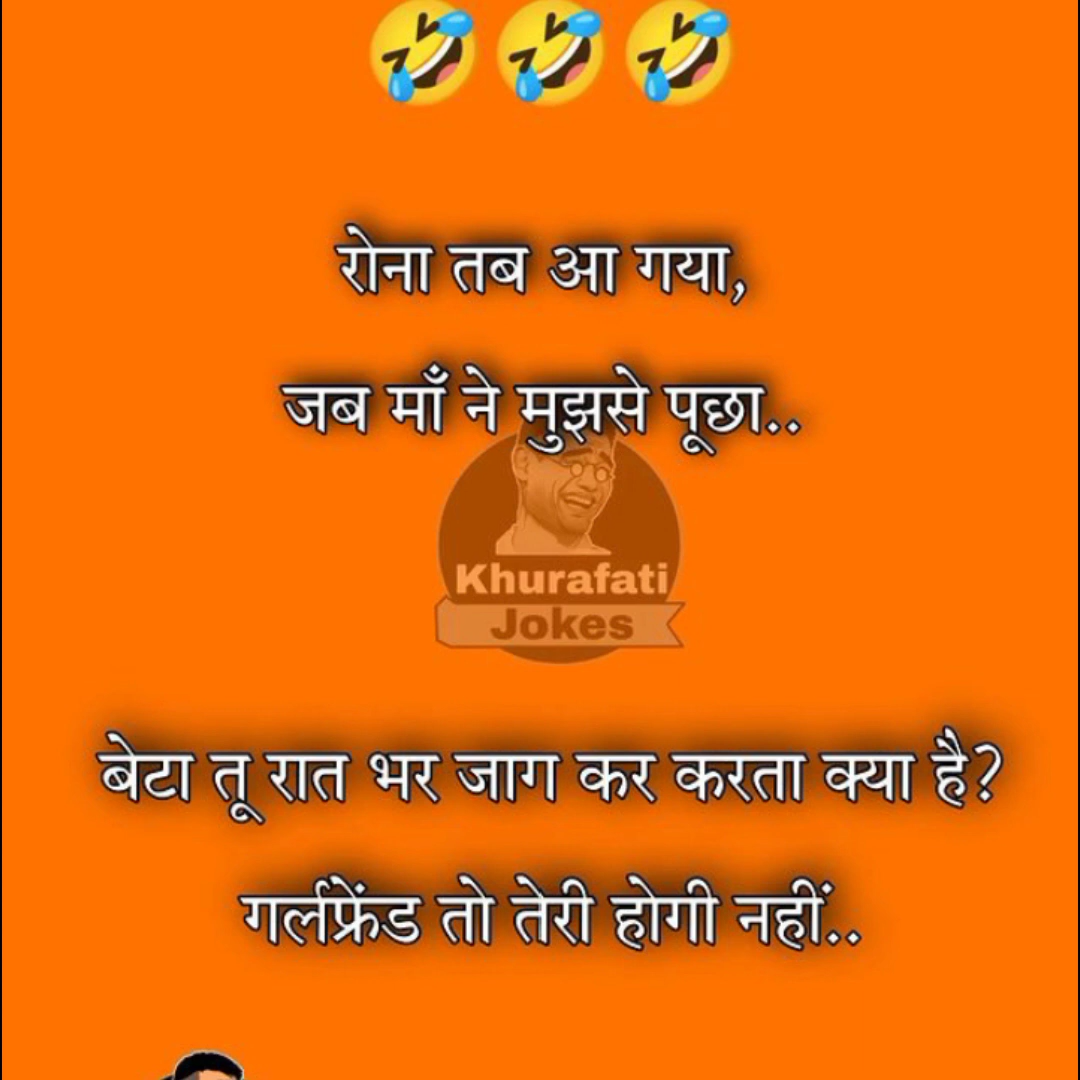 रोना तब आ गया,
जब माँ ने मुझसे पूछा..
Khurafati
Jokes
बेटा तू रात भर जाग कर करता क्या है?
गर्लफ्रेंड तो तेरी होगी नहीं..